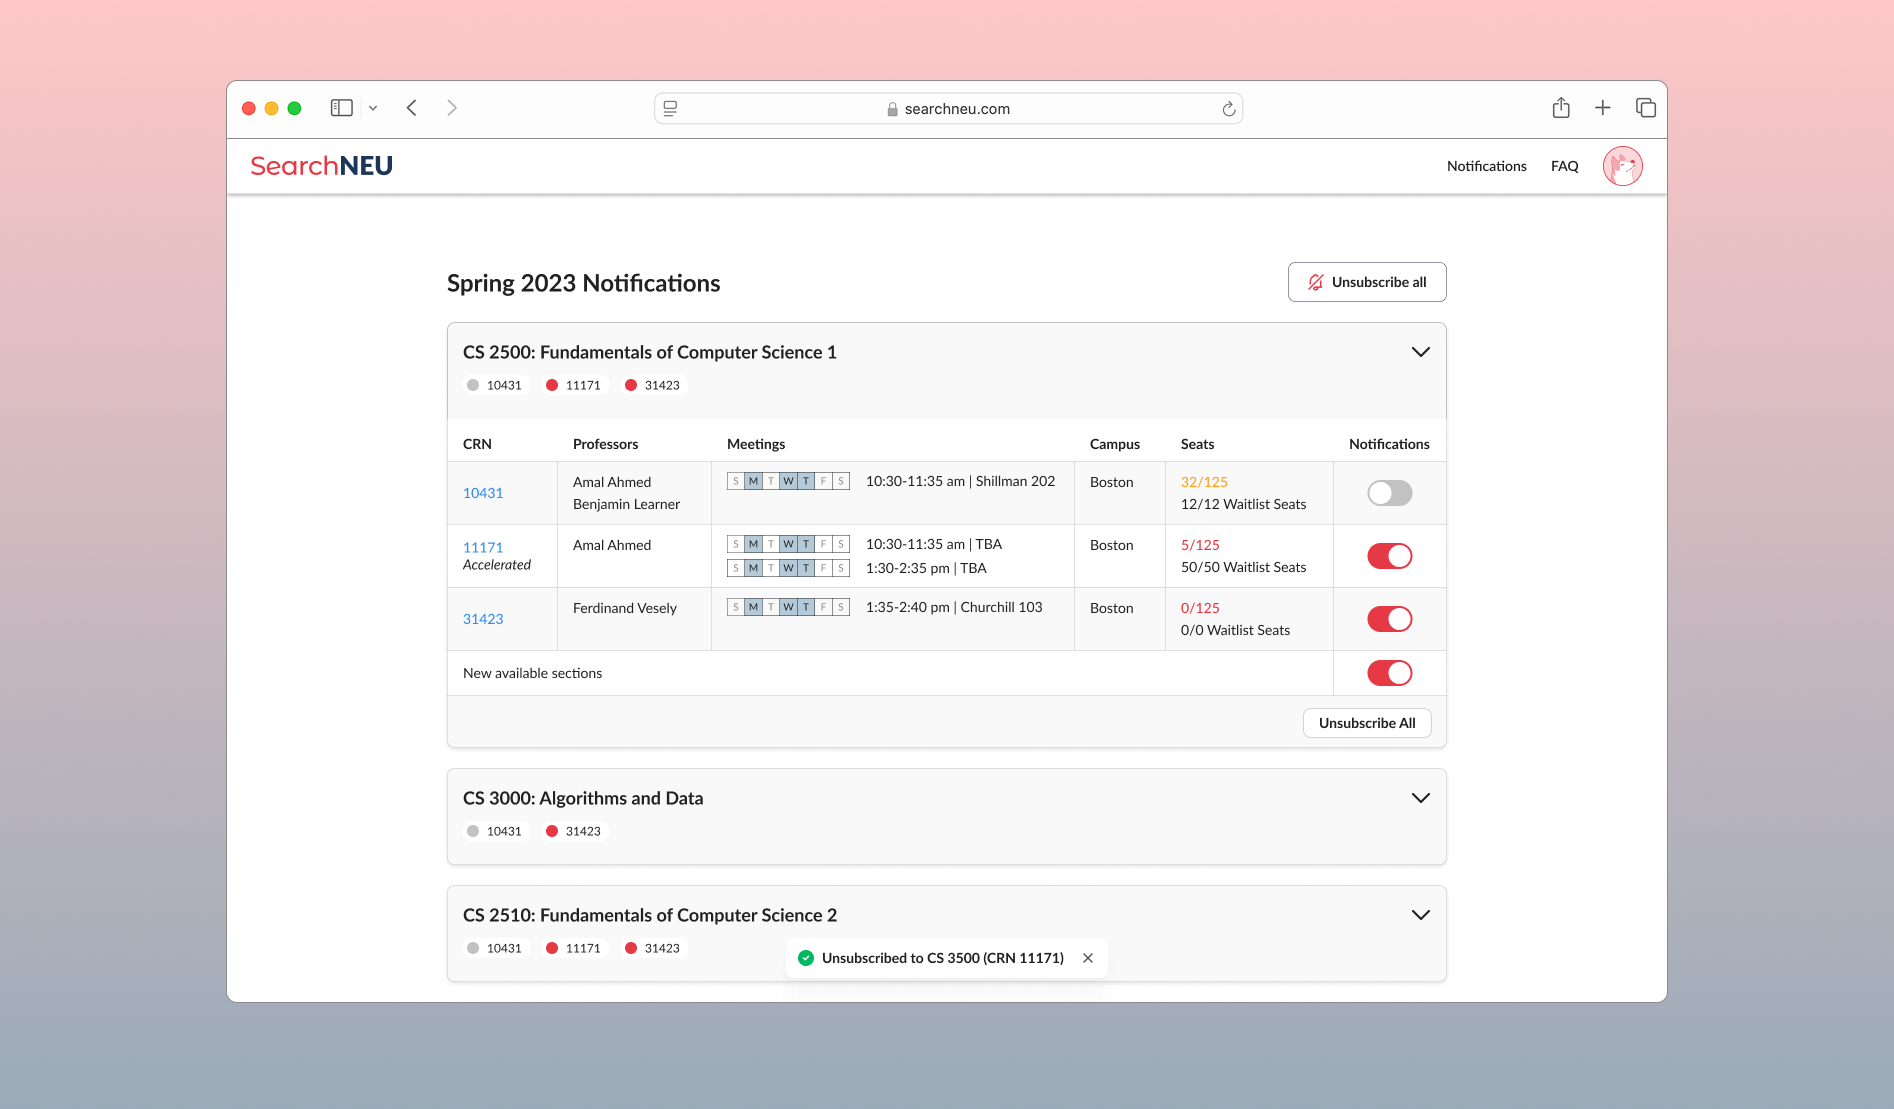 searchneu.com
SearchNEU
Notifications FAQ
Spring 2023 Notifications
Unsubscribe all
CS 2500: Fundamentals of Computer Science 1
10431 11171 31423
CRN Professors Meetings Campus Seats Notifications
10431 Amal Ahmed S M T W T F S 10:30-11:35 am | Shillman 202 Boston 32/125
Benjamin Learner 12/12 Waitlist Seats
11171 Amal Ahmed S M T W T F S 10:30-11:35 am | TBA Boston 5/125
Accelerated S M T W T F S 1:30-2:35 pm | TBA 50/50 Waitlist Seats
31423 Ferdinand Vesely S M T W T F S 1:35-2:40 pm | Churchill 103 Boston 0/125
0/0 Waitlist Seats
New available sections
Unsubscribe All
CS 3000: Algorithms and Data
10431 31423
CS 2510: Fundamentals of Computer Science 2
10431 11171 31423
Unsubscribed to CS 3500 (CRN 11171)